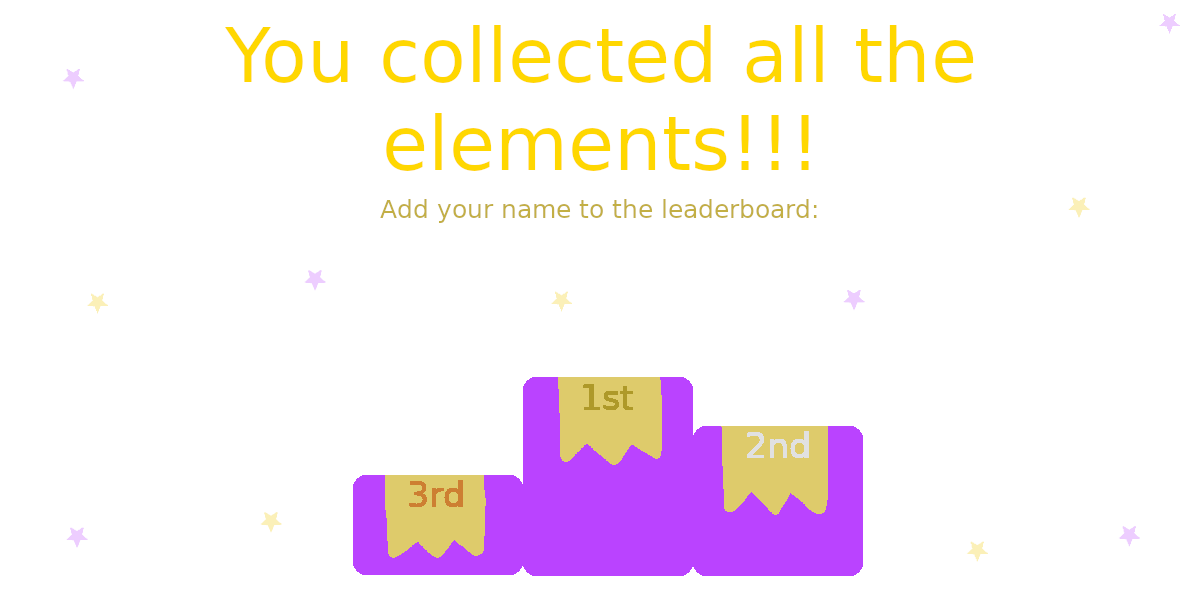 You collected all the
elements!!!
Add your name to the leaderboard:
1st
2nd
3rd